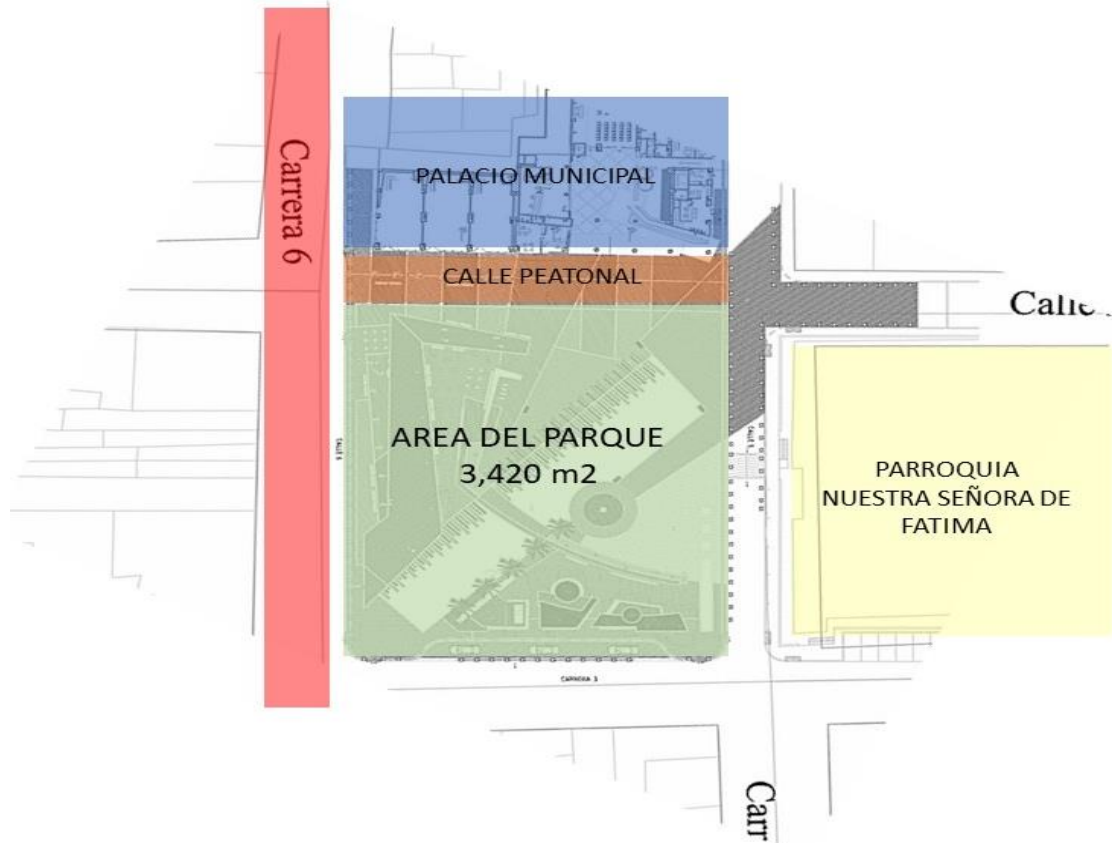 Carrera 6
PALACIO MUNICIPAL
CALLE PEATONAL
Calle
AREA DEL PARQUE
3,420 m2
PARROQUIA
NUESTRA SEÑORA DE
FATIMA
Carr